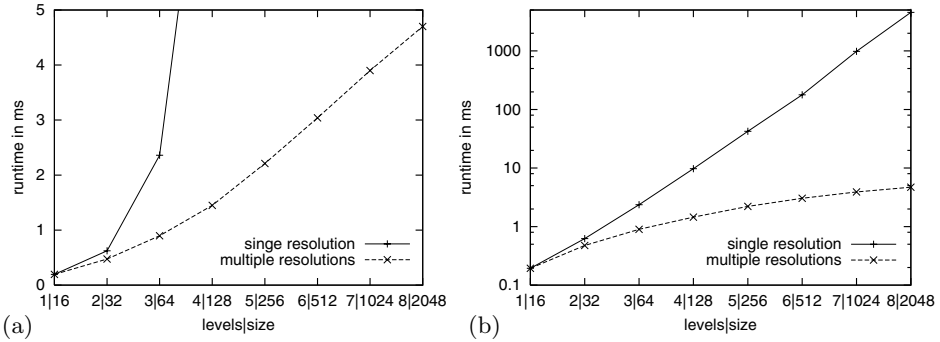 5
4
3
2
1
0
runtime in ms
singe resolution
multiple resolutions
1|16 2|32 3|64 4|128 5|256 6|512 7|1024 8|2048
levels|size
(a)
1000
100
10
1
0.1
runtime in ms
single resolution
multiple resolutions
1|16 2|32 3|64 4|128 5|256 6|512 7|1024 8|2048
levels|size
(b)